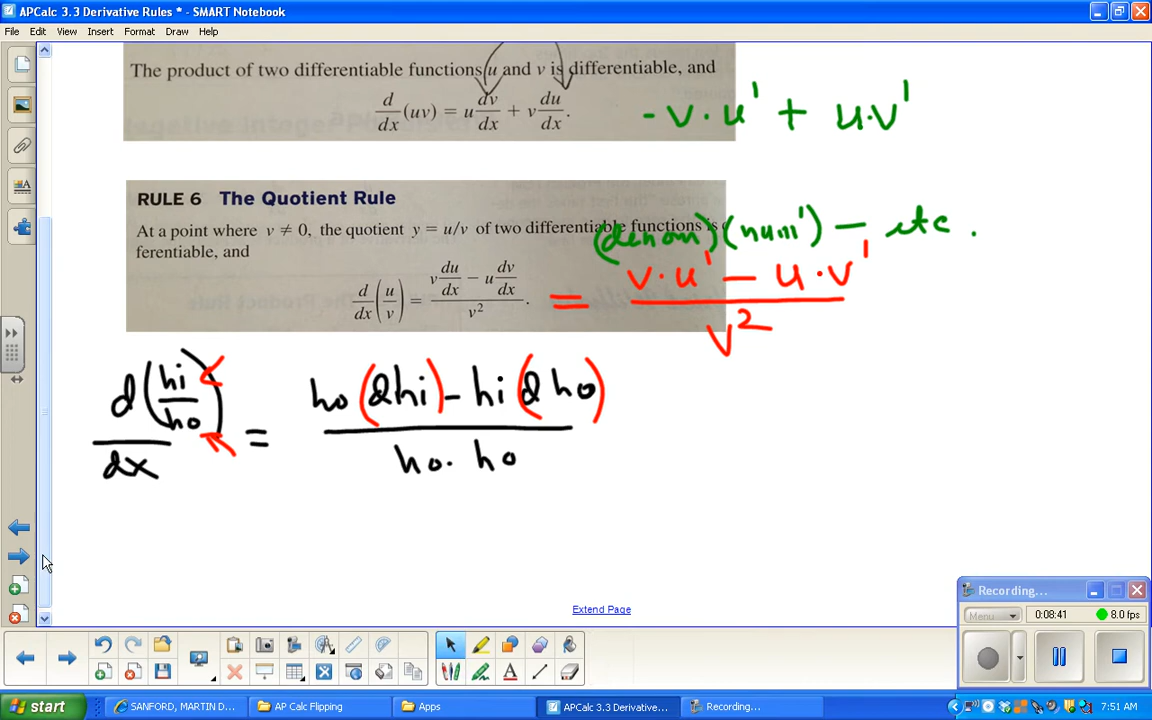 APCalc 3.3 Derivative Rules * - SMART Notebook
File Edit View Insert Format Draw Help
The product of two differentiable functions u and v is differentiable, and
d/dx (uv) = u dv/dx + v du/dx.
- v · u' + u · v'
RULE 6 The Quotient Rule
At a point where v ≠ 0, the quotient y = u/v of two differentiable functions is
ferentiable, and
(denom)(num') - etc.
d/dx (u/v) = (v du/dx - u dv/dx) / v².
= (v · u' - u · v') / v²
d(hi/ho)/dx = (ho (dhi) - hi (dho)) / (ho · ho)
Extend Page
Recording...
Menu
0:08:41 8.0 fps
start
SANFORD, MARTIN D...
AP Calc Flipping
Apps
APCalc 3.3 Derivative...
Recording...
7:51 AM